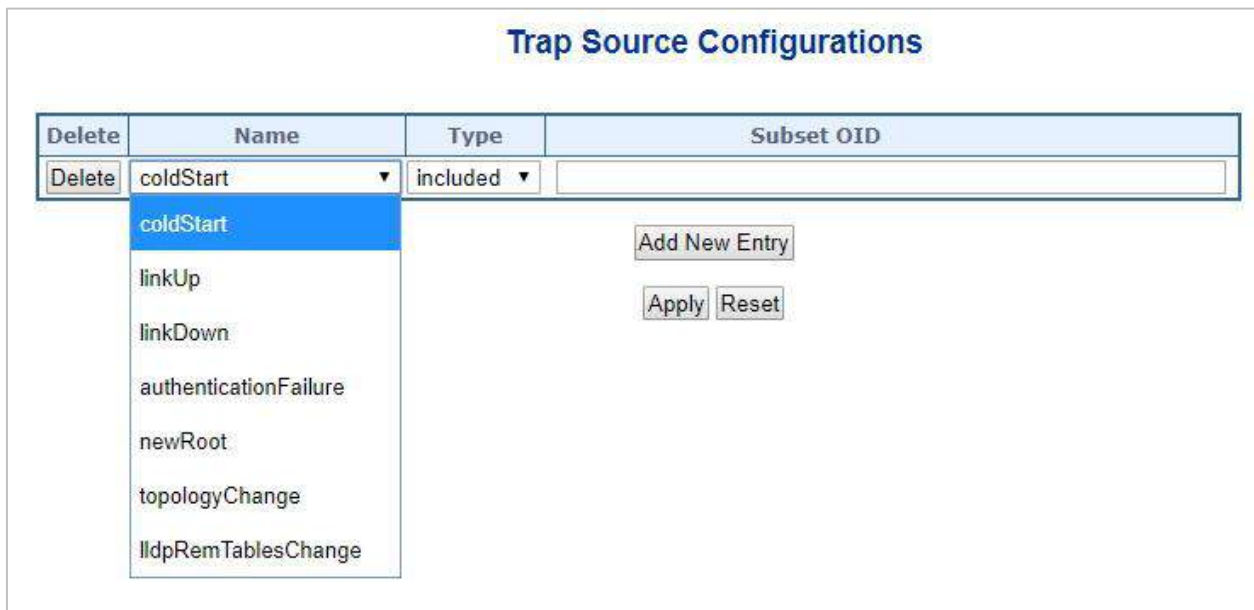 Trap Source Configurations
Delete Name Type Subset OID
Delete coldStart included
coldStart
linkUp
linkDown
authenticationFailure
newRoot
topologyChange
lldpRemTablesChange
Add New Entry
Apply Reset